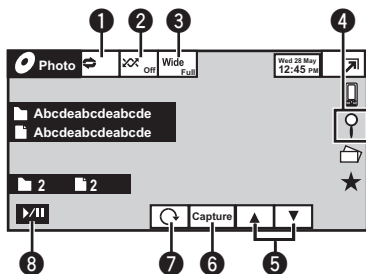 1 2 3 4
Photo Off Wide Full Wed 28 May 12:45 PM
Abcdeabcdeabcde
Abcdeabcdeabcde
2 2
Capture
8 7 6 5